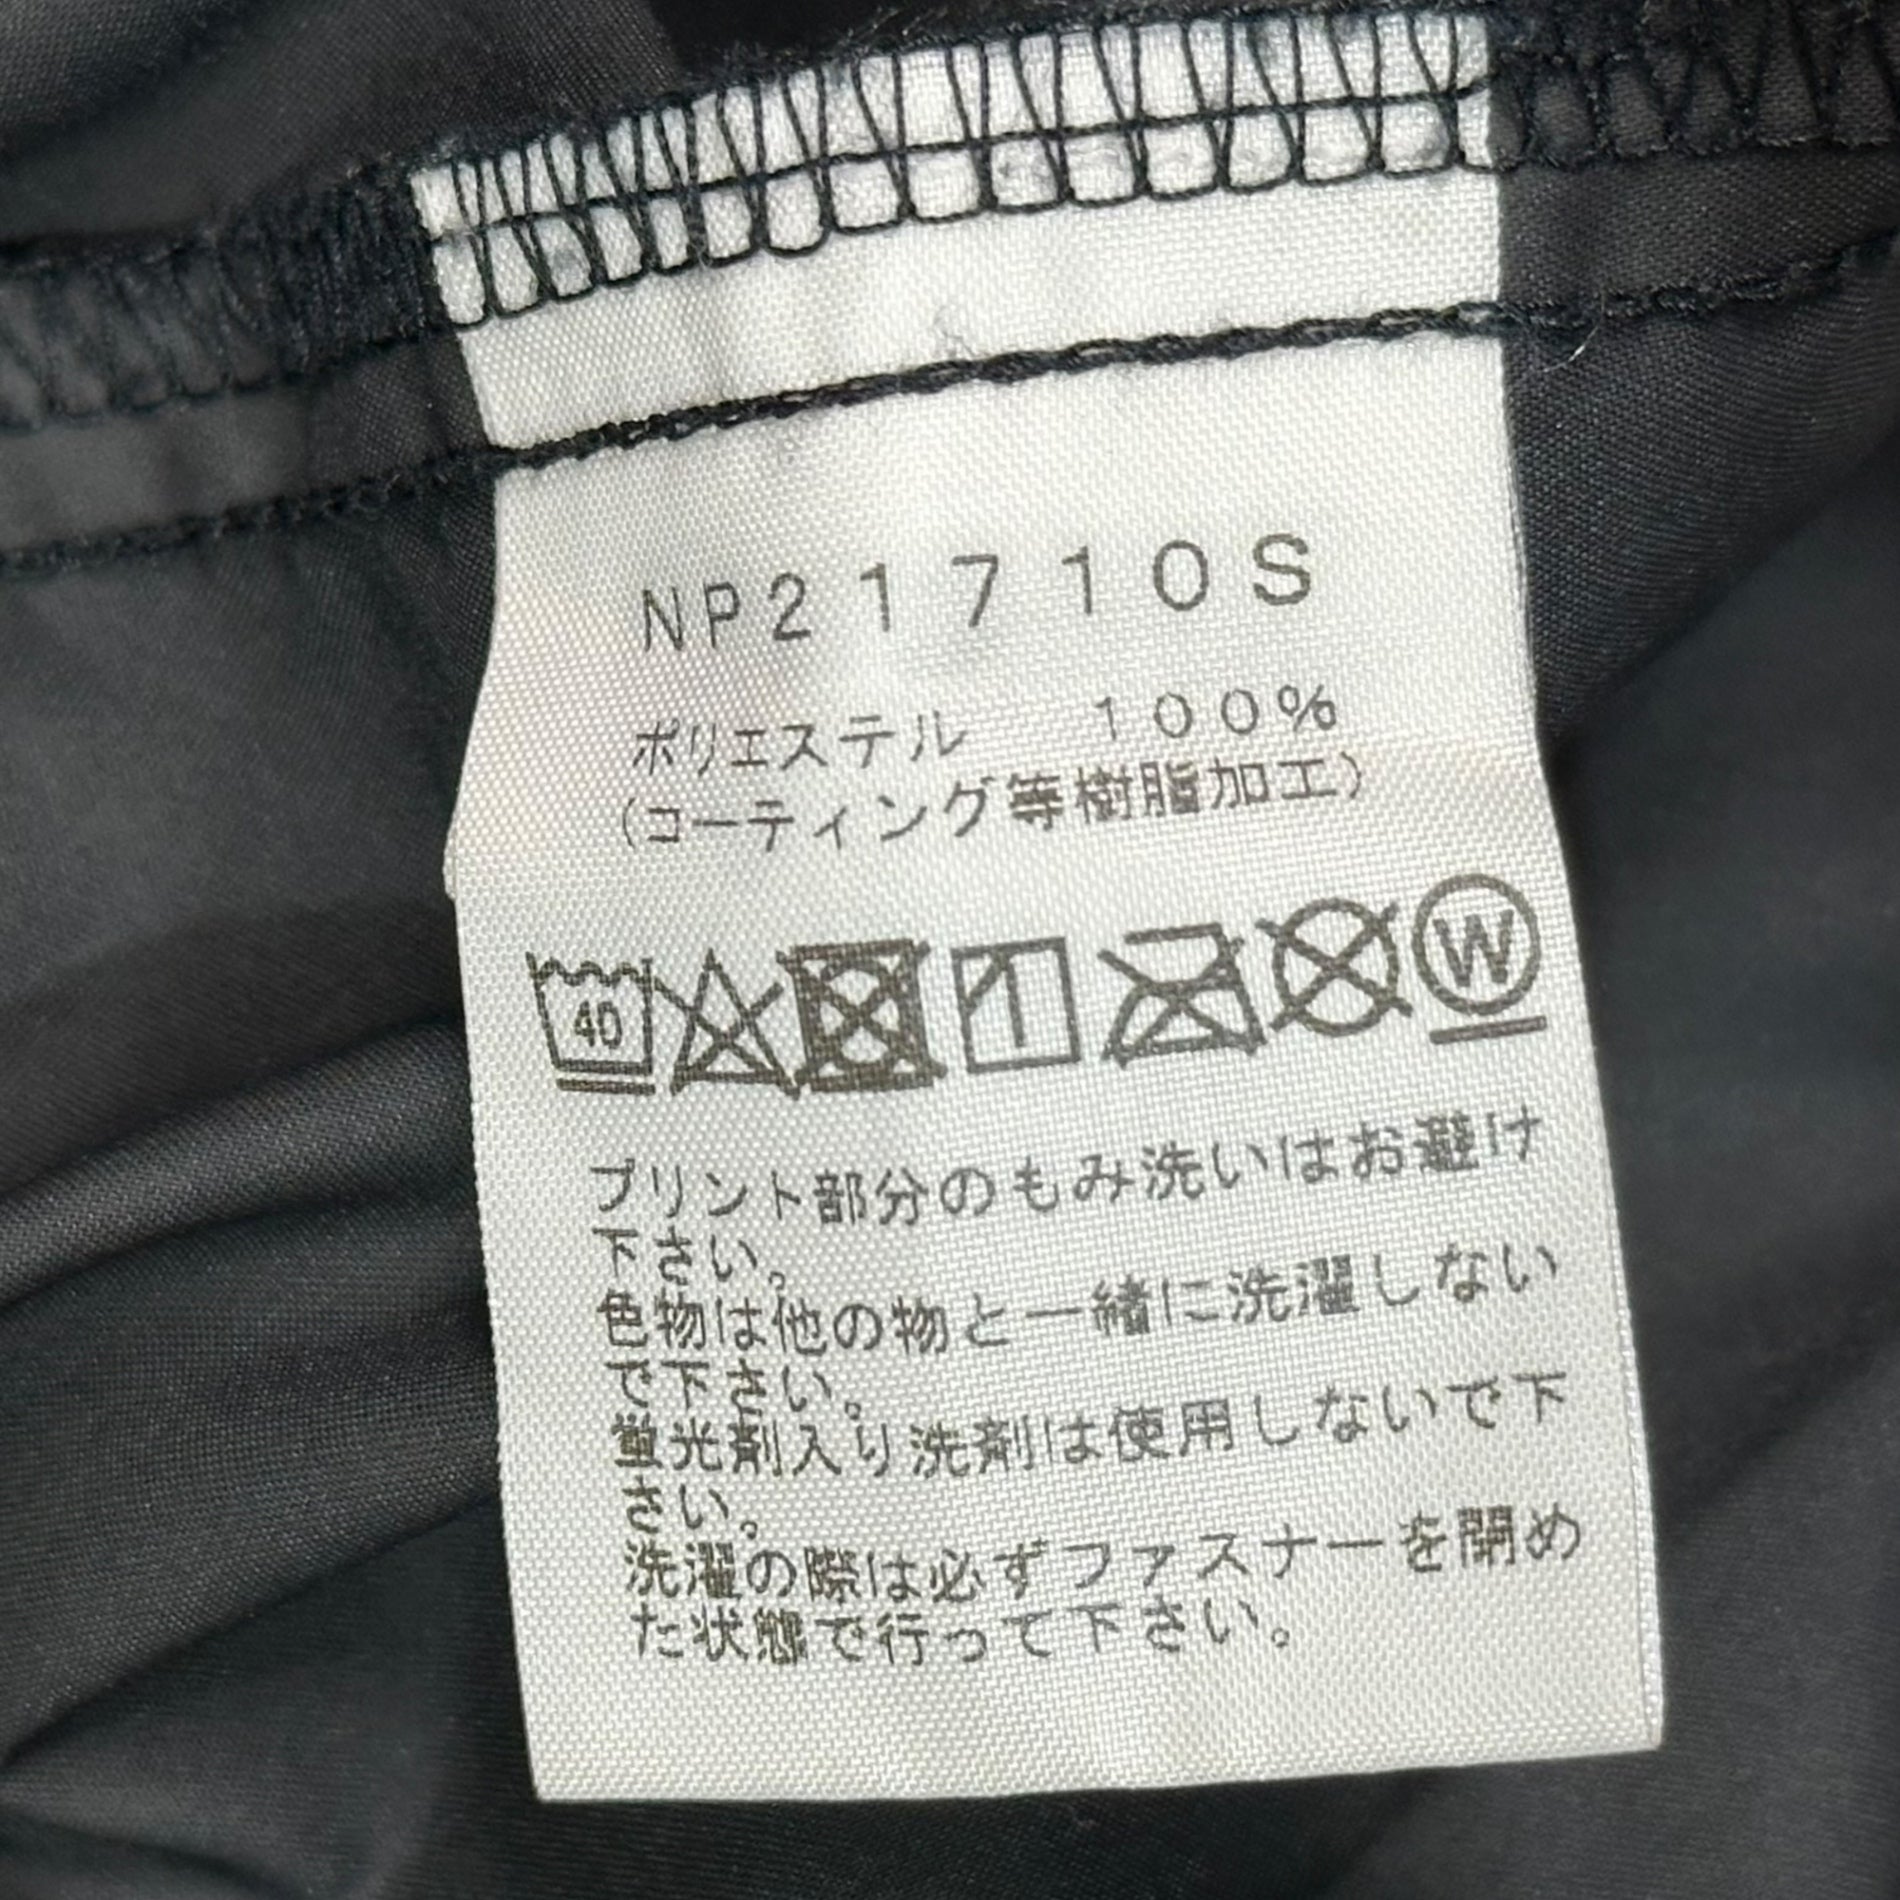 NP21710S
ポリエステル 100%
(コーティング等樹脂加工)
40
W
プリント部分のもみ洗いはお避け
下さい。
色物は他の物と一緒に洗濯しない
で下さい。
蛍光剤入り洗剤は使用しないで下
さい。
洗濯の際は必ずファスナーを閉め
た状態で行って下さい。